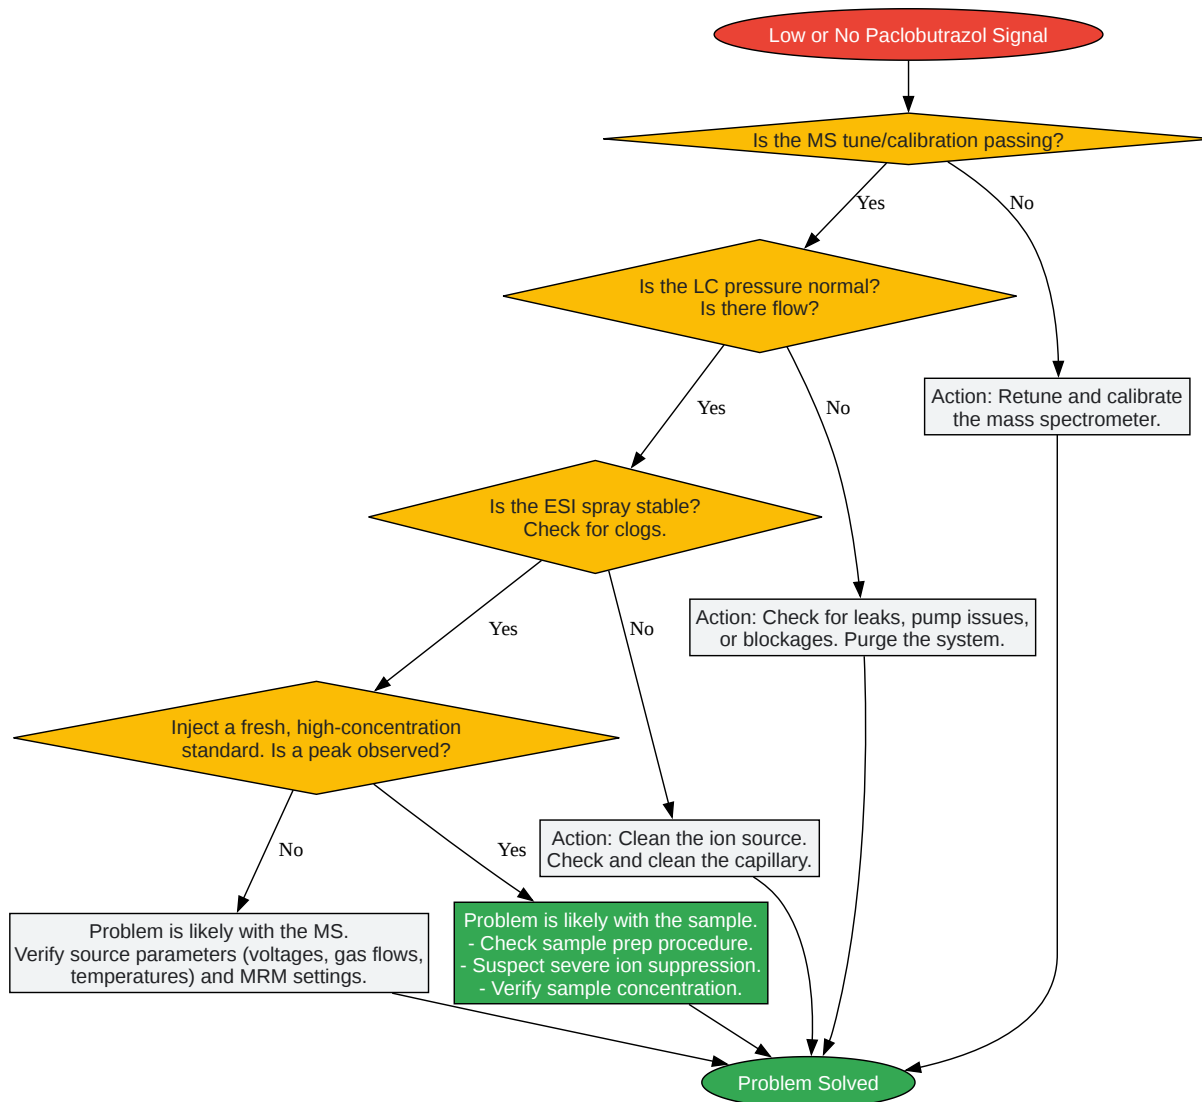 Low or No Paclobutrazol Signal
Is the MS tune/calibration passing?
Yes
No
Is the LC pressure normal?
Is there flow?
Action: Retune and calibrate
the mass spectrometer.
Yes
No
Is the ESI spray stable?
Check for clogs.
Action: Check for leaks, pump issues,
or blockages. Purge the system.
Yes
No
Inject a fresh, high-concentration
standard. Is a peak observed?
Action: Clean the ion source.
Check and clean the capillary.
No
Yes
Problem is likely with the MS.
Verify source parameters (voltages, gas flows,
temperatures) and MRM settings.
Problem is likely with the sample.
- Check sample prep procedure.
- Suspect severe ion suppression.
- Verify sample concentration.
Problem Solved